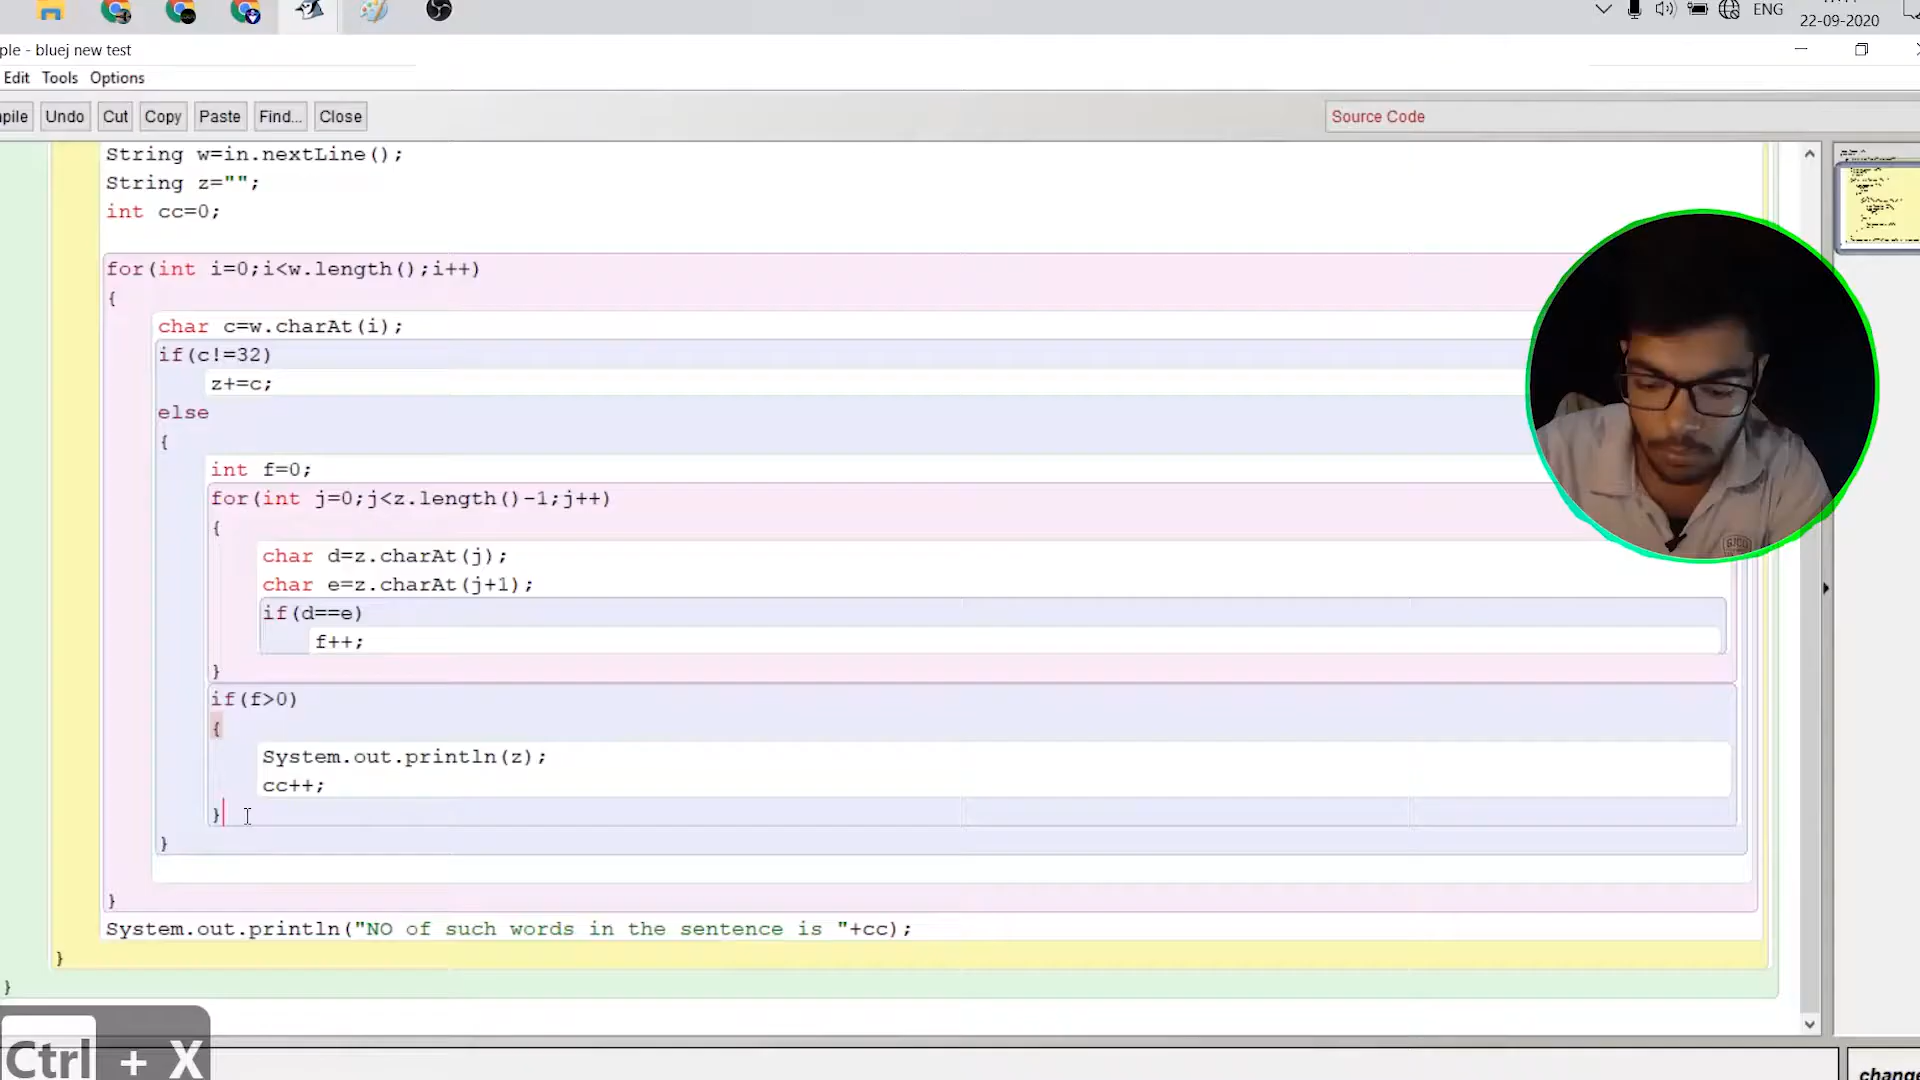 ENG
22-09-2020
ple - bluej new test
Edit Tools Options
pile Undo Cut Copy Paste Find... Close
Source Code
String w=in.nextLine();
String z="";
int cc=0;
for(int i=0;i<w.length();i++)
{
char c=w.charAt(i);
if(c!=32)
z+=c;
else
{
int f=0;
for(int j=0;j<z.length()-1;j++)
{
char d=z.charAt(j);
char e=z.charAt(j+1);
if(d==e)
f++;
}
if(f>0)
{
System.out.println(z);
cc++;
}
}
}
System.out.println("NO of such words in the sentence is "+cc);
}
}
Ctrl + X
change